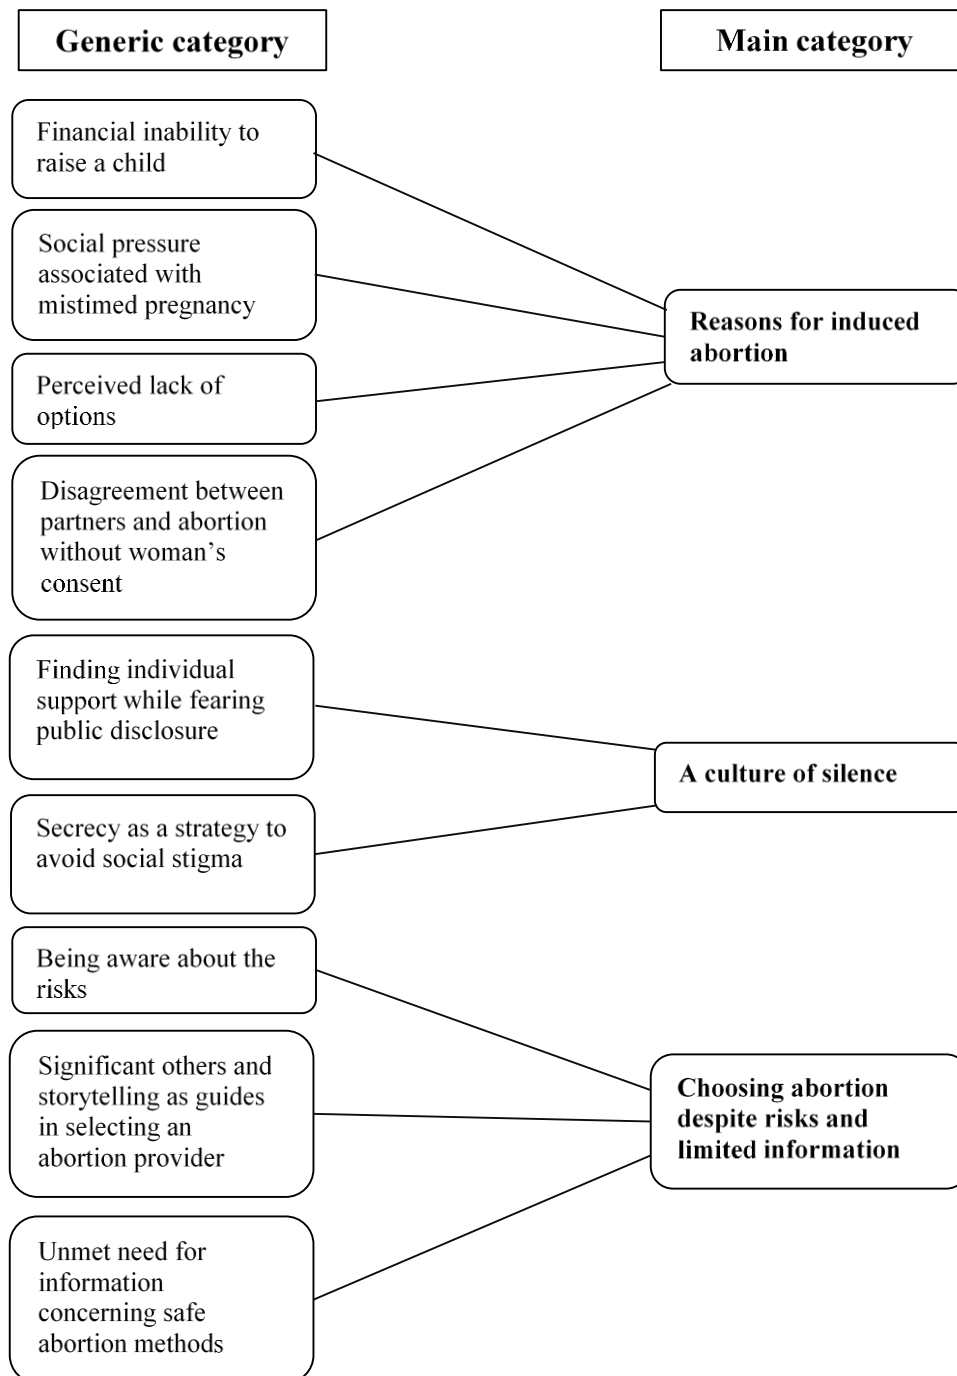 Generic category
Main category
Financial inability to
raise a child
Social pressure
associated with
mistimed pregnancy
Reasons for induced
abortion
Perceived lack of
options
Disagreement between
partners and abortion
without woman’s
consent
Finding individual
support while fearing
public disclosure
A culture of silence
Secrecy as a strategy to
avoid social stigma
Being aware about the
risks
Significant others and
storytelling as guides
in selecting an
abortion provider
Choosing abortion
despite risks and
limited information
Unmet need for
information
concerning safe
abortion methods